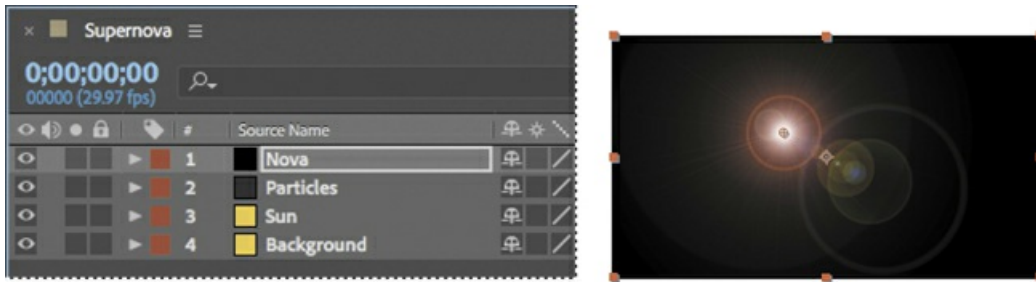 × Supernova
0;00;00;00
00000 (29.97 fps)
# Source Name
1 Nova
2 Particles
3 Sun
4 Background